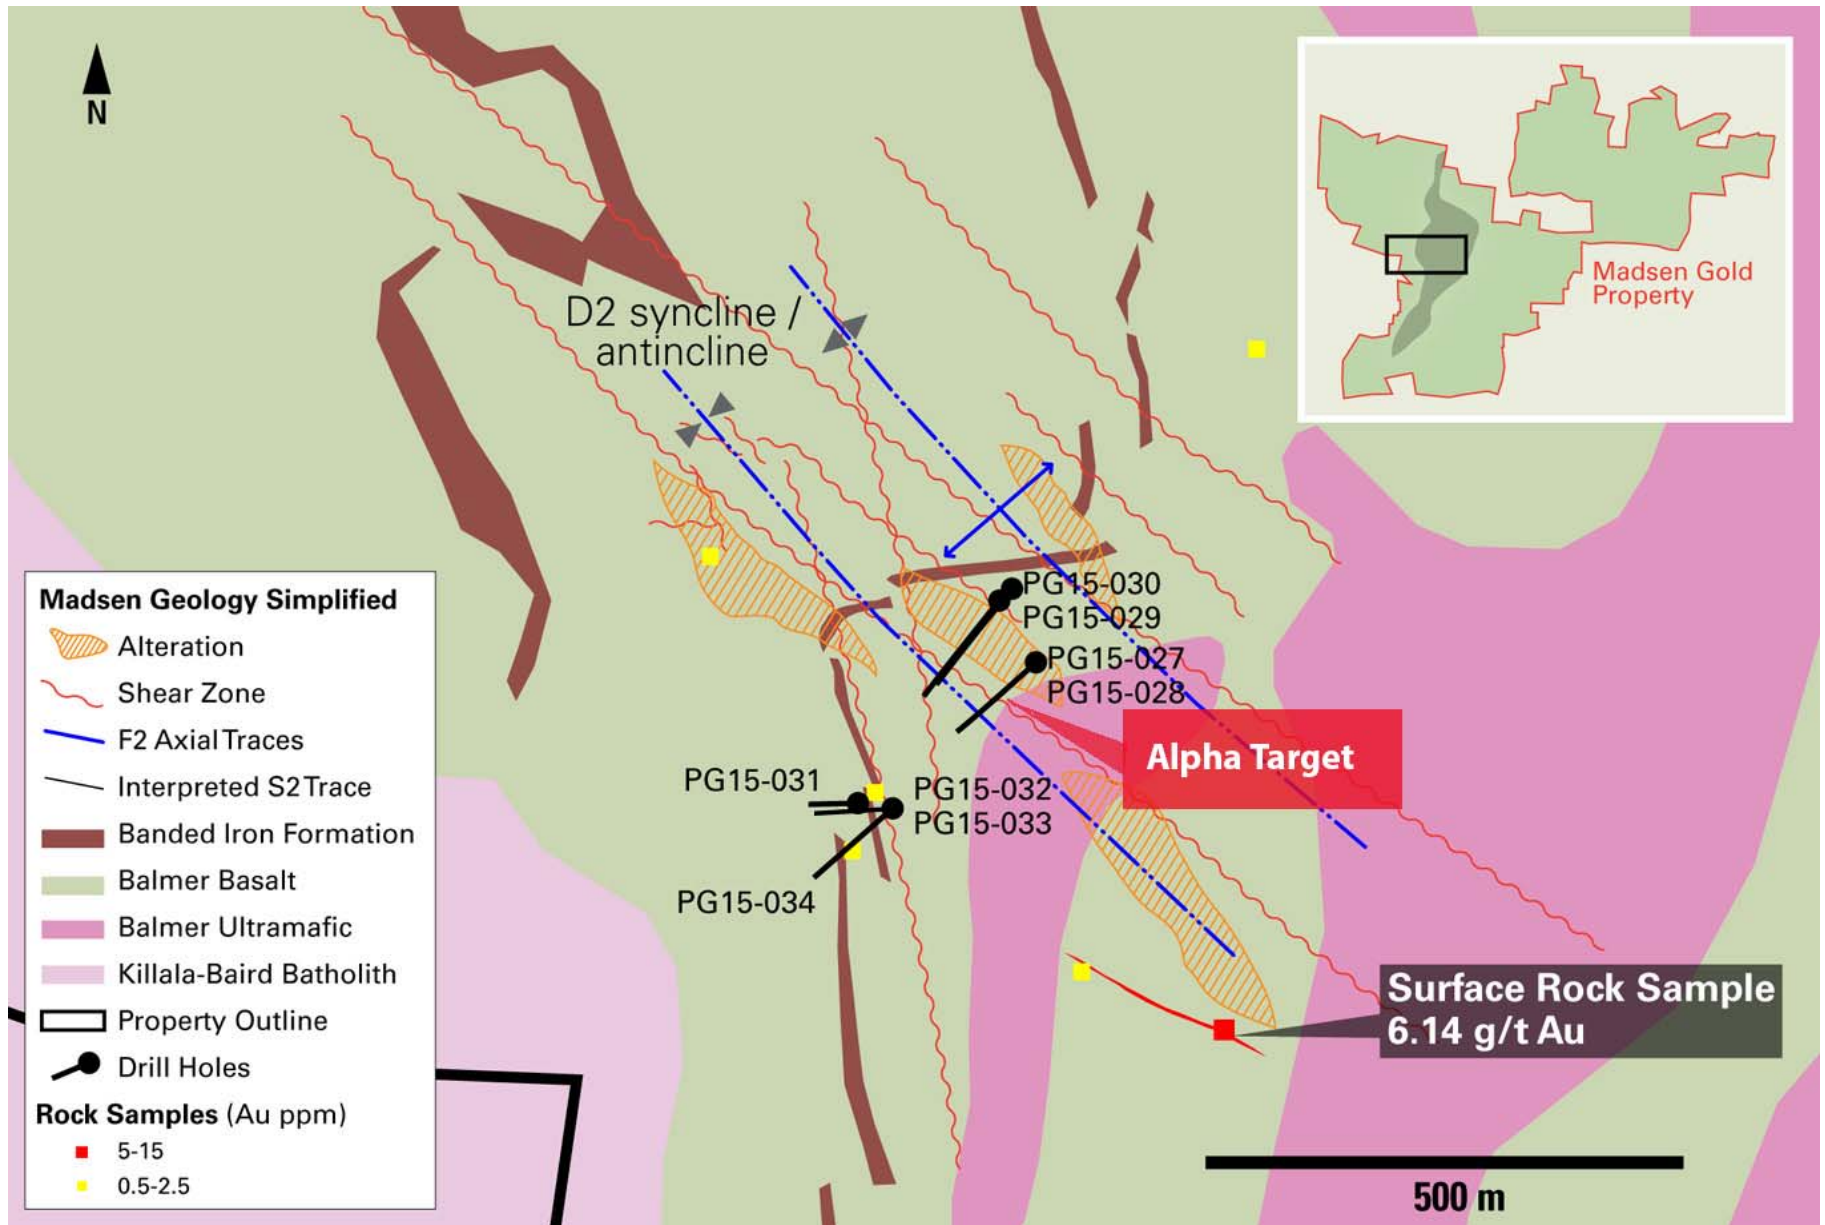 N
D2 syncline /
antincline
Madsen Gold
Property
PG15-030
PG15-029
PG15-027
PG15-028
Alpha Target
PG15-031
PG15-032
PG15-033
PG15-034
Surface Rock Sample
6.14 g/t Au
500 m
Madsen Geology Simplified
Alteration
Shear Zone
F2 Axial Traces
Interpreted S2 Trace
Banded Iron Formation
Balmer Basalt
Balmer Ultramafic
Killala-Baird Batholith
Property Outline
Drill Holes
Rock Samples (Au ppm)
5-15
0.5-2.5